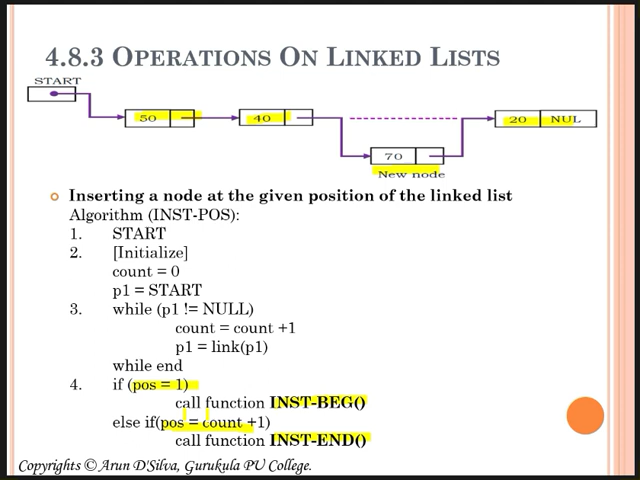 4.8.3 OPERATIONS ON LINKED LISTS
START
50 40 20 NUL
70
New node
Inserting a node at the given position of the linked list
Algorithm (INST-POS):
1. START
2. [Initialize]
count = 0
p1 = START
3. while (p1 != NULL)
count = count +1
p1 = link(p1)
while end
4. if (pos = 1)
call function INST-BEG()
else if(pos = count +1)
call function INST-END()
Copyrights © Arun D'Silva, Gurukula PU College.